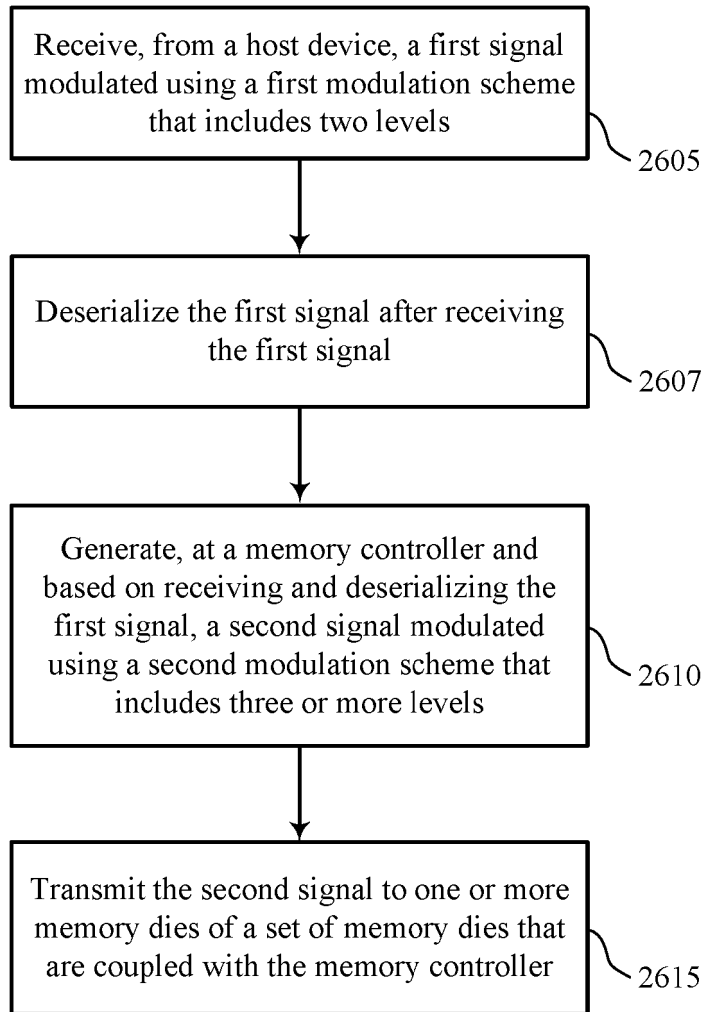 Receive, from a host device, a first signal
modulated using a first modulation scheme
that includes two levels
2605
Deserialize the first signal after receiving
the first signal
2607
Generate, at a memory controller and
based on receiving and deserializing the
first signal, a second signal modulated
using a second modulation scheme that
includes three or more levels
2610
Transmit the second signal to one or more
memory dies of a set of memory dies that
are coupled with the memory controller
2615